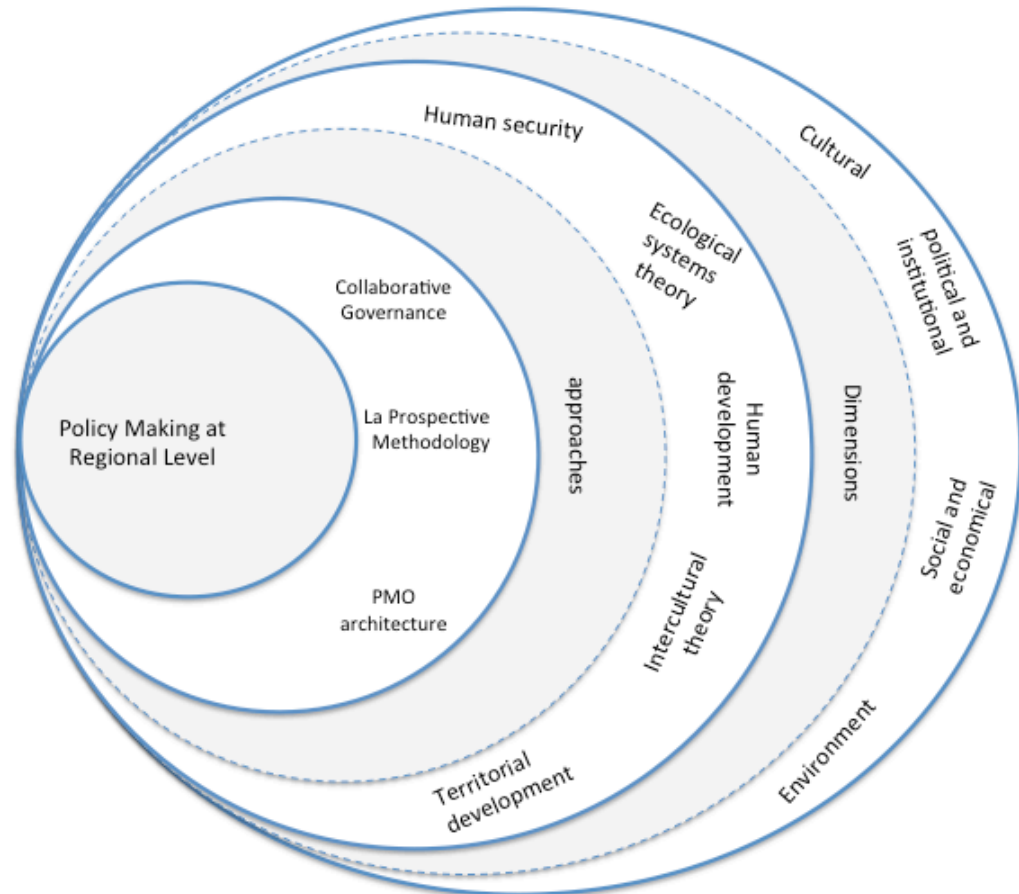 Policy Making at
Regional Level
Collaborative
Governance
La Prospective
Methodology
PMO
architecture
approaches
Human security
Ecological
systems
theory
Human
development
Intercultural
theory
Territorial
development
Dimensions
Cultural
political and
institutional
Social and
economical
Environment